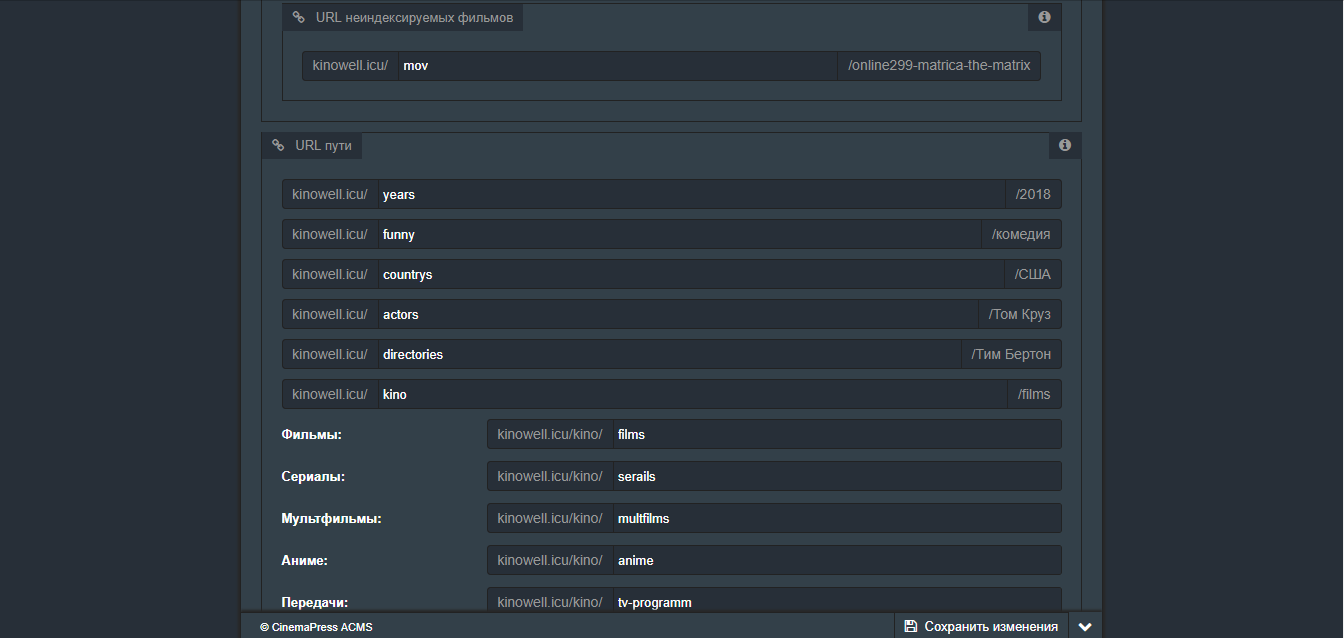 URL неиндексируемых фильмов
kinowell.icu/ mov /online299-matrica-the-matrix
URL пути
kinowell.icu/ years /2018
kinowell.icu/ funny /комедия
kinowell.icu/ countrys /США
kinowell.icu/ actors /Том Круз
kinowell.icu/ directories /Тим Бертон
kinowell.icu/ kino /films
Фильмы: kinowell.icu/kino/ films
Сериалы: kinowell.icu/kino/ serails
Мультфильмы: kinowell.icu/kino/ multfilms
Аниме: kinowell.icu/kino/ anime
Передачи: kinowell.icu/kino/ tv-programm
© CinemaPress ACMS Сохранить изменения